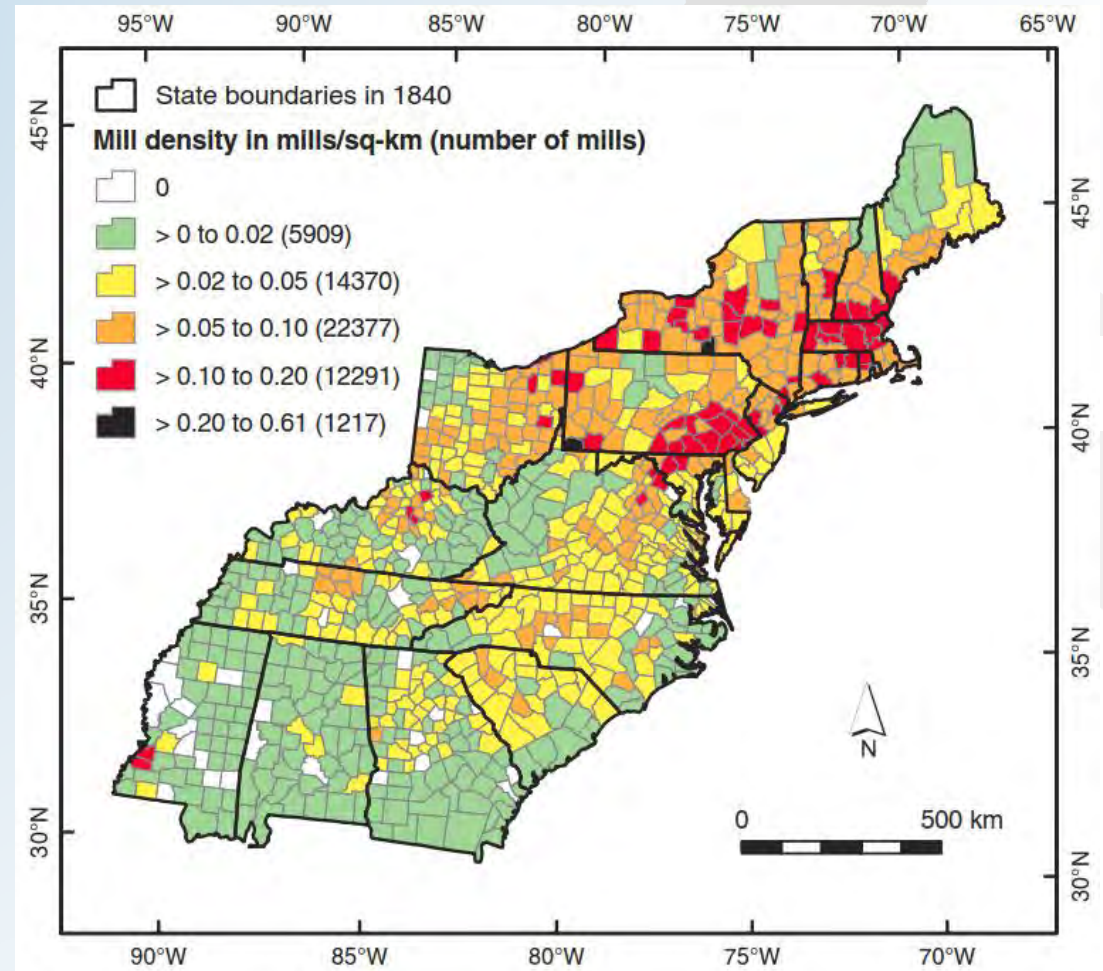 95°W 90°W 85°W 80°W 75°W 70°W 65°W
State boundaries in 1840
Mill density in mills/sq-km (number of mills)
0
> 0 to 0.02 (5909)
> 0.02 to 0.05 (14370)
> 0.05 to 0.10 (22377)
> 0.10 to 0.20 (12291)
> 0.20 to 0.61 (1217)
45°N
40°N
35°N
30°N
45°N
40°N
35°N
30°N
N
0 500 km
90°W 85°W 80°W 75°W 70°W